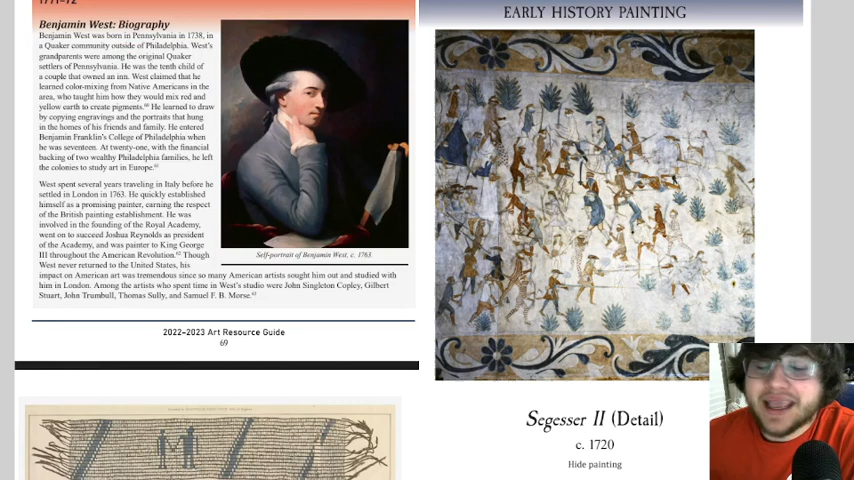 1771–72
Benjamin West: Biography
Benjamin West was born in Pennsylvania in 1738, in
a Quaker community outside of Philadelphia. West's
grandparents were among the original Quaker
settlers of Pennsylvania. He was the tenth child of
a couple that owned an inn. West claimed that he
learned color-mixing from Native Americans in the
area, who taught him how they would mix red and
yellow earth to create pigments.⁶⁰ He learned to draw
by copying engravings and the portraits that hung
in the homes of his friends and family. He entered
Benjamin Franklin's College of Philadelphia when
he was seventeen. At twenty-one, with the financial
backing of two wealthy Philadelphia families, he left
the colonies to study art in Europe.⁶¹
West spent several years traveling in Italy before he
settled in London in 1763. He quickly established
himself as a promising painter, earning the respect
of the British painting establishment. He was
involved in the founding of the Royal Academy,
went on to succeed Joshua Reynolds as president
of the Academy, and was painter to King George
III throughout the American Revolution.⁶² Though
West never returned to the United States, his
impact on American art was tremendous since so many American artists sought him out and studied with
him in London. Among the artists who spent time in West's studio were John Singleton Copley, Gilbert
Stuart, John Trumbull, Thomas Sully, and Samuel F. B. Morse.⁶³
Self-portrait of Benjamin West, c. 1763.
2022–2023 Art Resource Guide
69
EARLY HISTORY PAINTING
Segesser II (Detail)
c. 1720
Hide painting